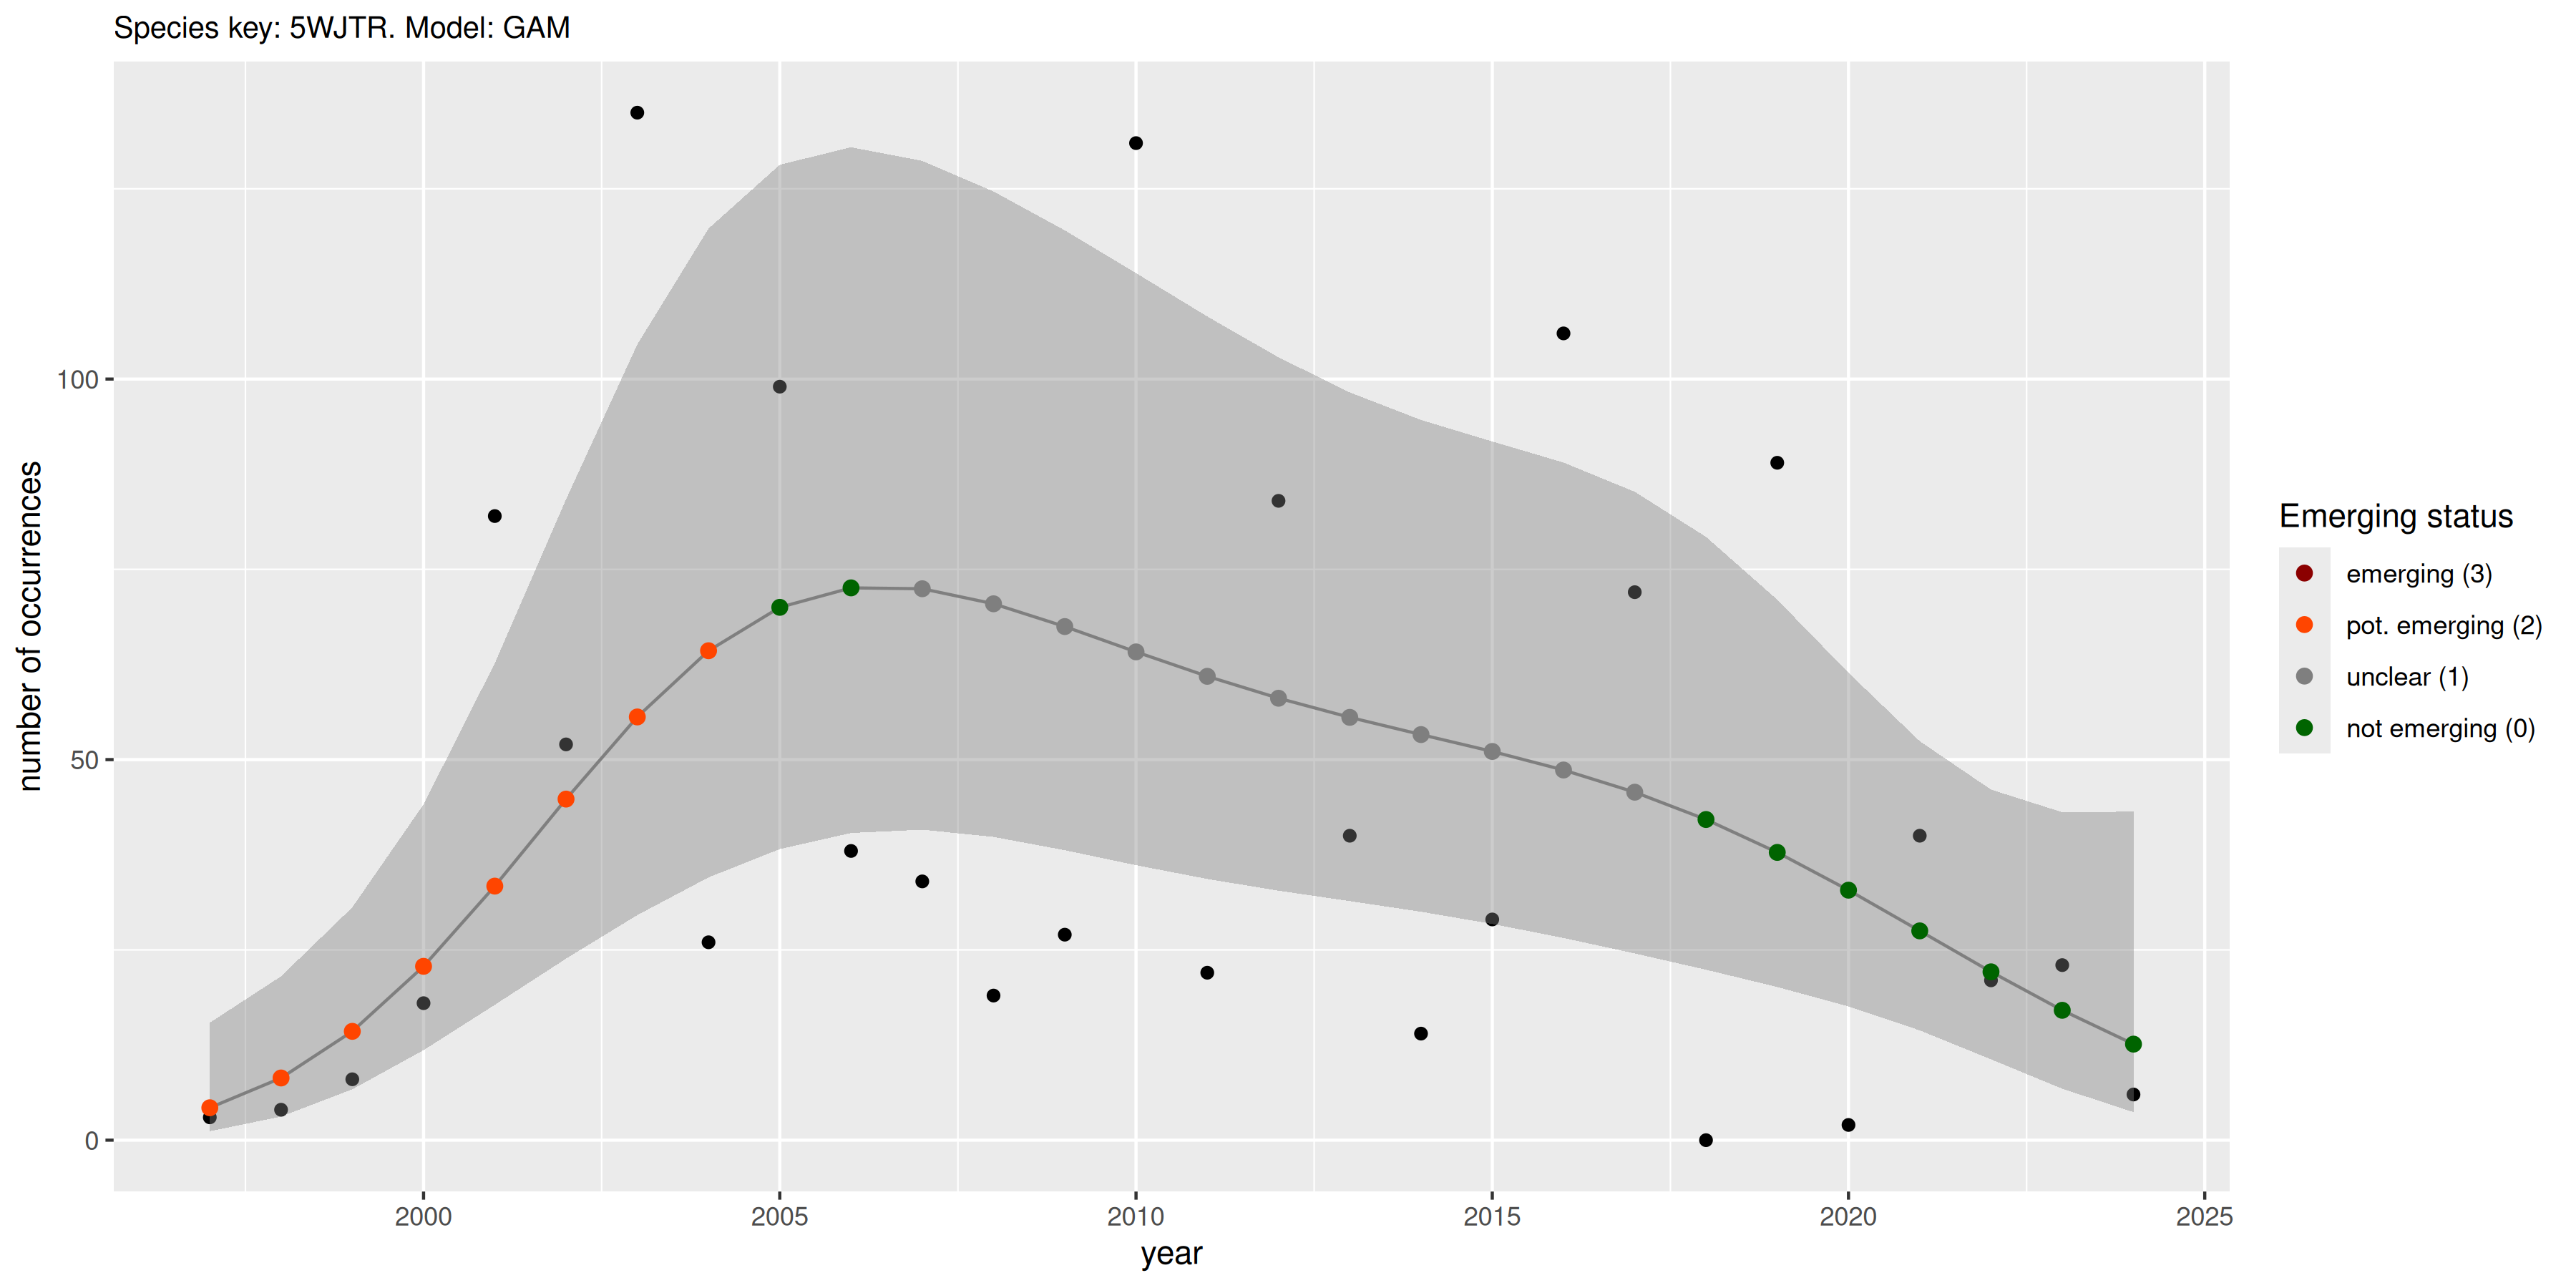 Species key: 5WJTR. Model: GAM
number of occurrences
100
50
0
2000
2005
2010
2015
2020
2025
year
Emerging status
emerging (3)
pot. emerging (2)
unclear (1)
not emerging (0)